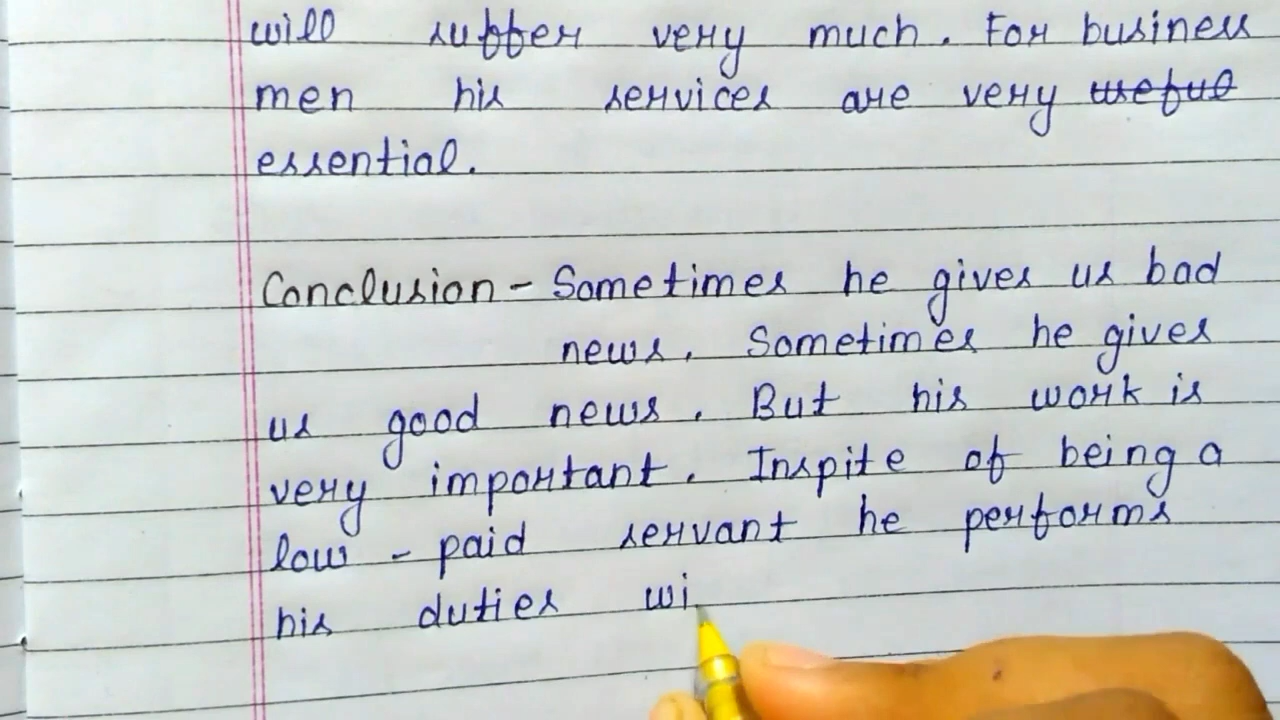 will suffer very much. For business
men his services are very useful
essential.
Conclusion - Sometimes he gives us bad
news. Sometimes he gives
us good news. But his work is
very important. Inspite of being a
low - paid servant he performs
his duties wi